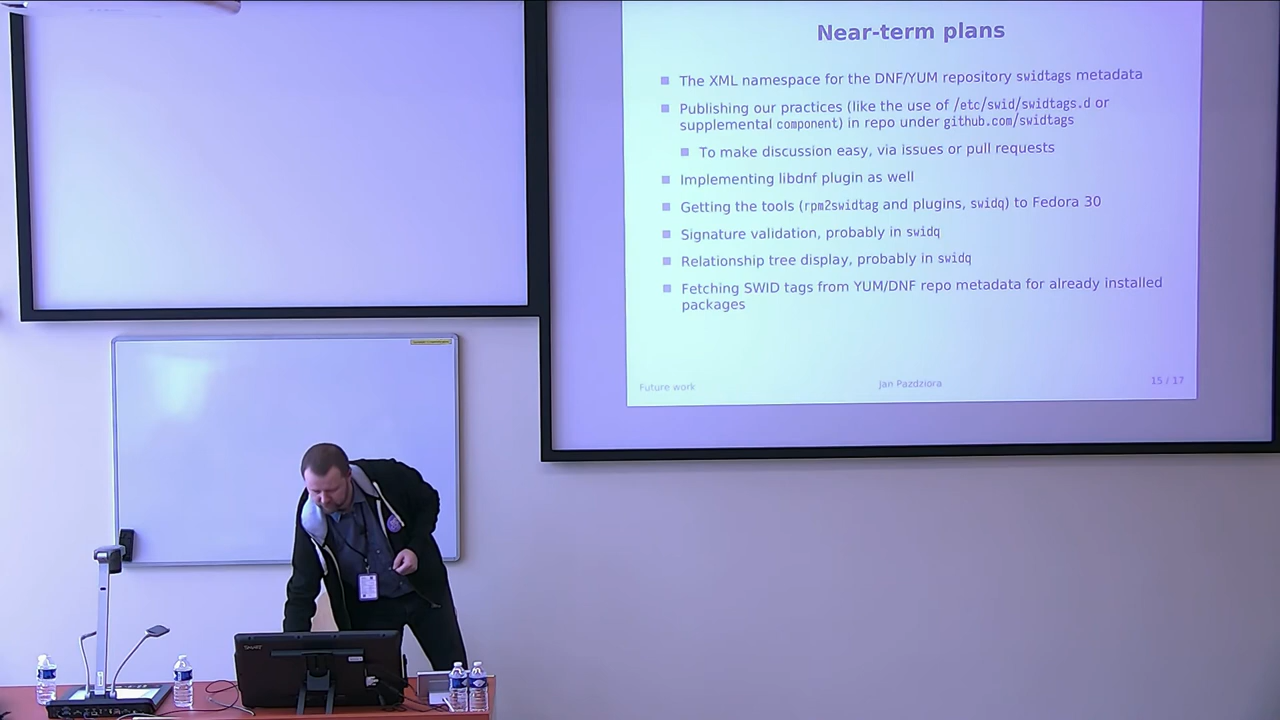 Near-term plans
The XML namespace for the DNF/YUM repository swidtags metadata
Publishing our practices (like the use of /etc/swid/swidtags.d or
supplemental component) in repo under github.com/swidtags
To make discussion easy, via issues or pull requests
Implementing libdnf plugin as well
Getting the tools (rpm2swidtag and plugins, swidq) to Fedora 30
Signature validation, probably in swidq
Relationship tree display, probably in swidq
Fetching SWID tags from YUM/DNF repo metadata for already installed
packages
Future work
Jan Pazdziora
15 / 17